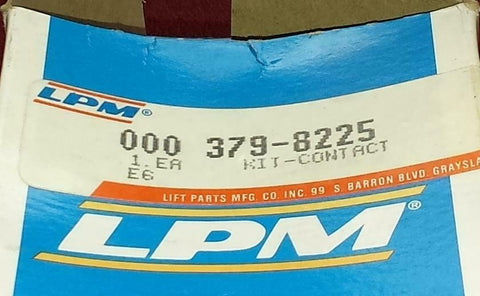 LPM®
000 379-8225
1.EA KIT-CONTACT
E6
LIFT PARTS MFG. CO INC. 99 S. BARRON BLVD. GRAYSLA
LPM®